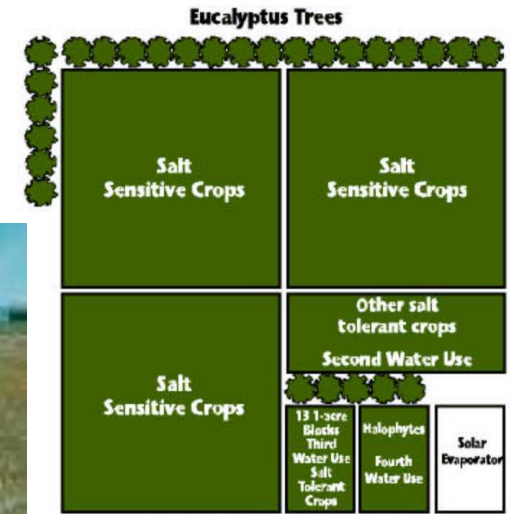 Eucalyptus Trees
Salt
Sensitive Crops
Salt
Sensitive Crops
Salt
Sensitive Crops
Other salt
tolerant crops
Second Water Use
13 1-acre
Blocks
Third
Water Use
Salt
Tolerant
Crops
Halophytes
Fourth
Water Use
Solar
Evaporator